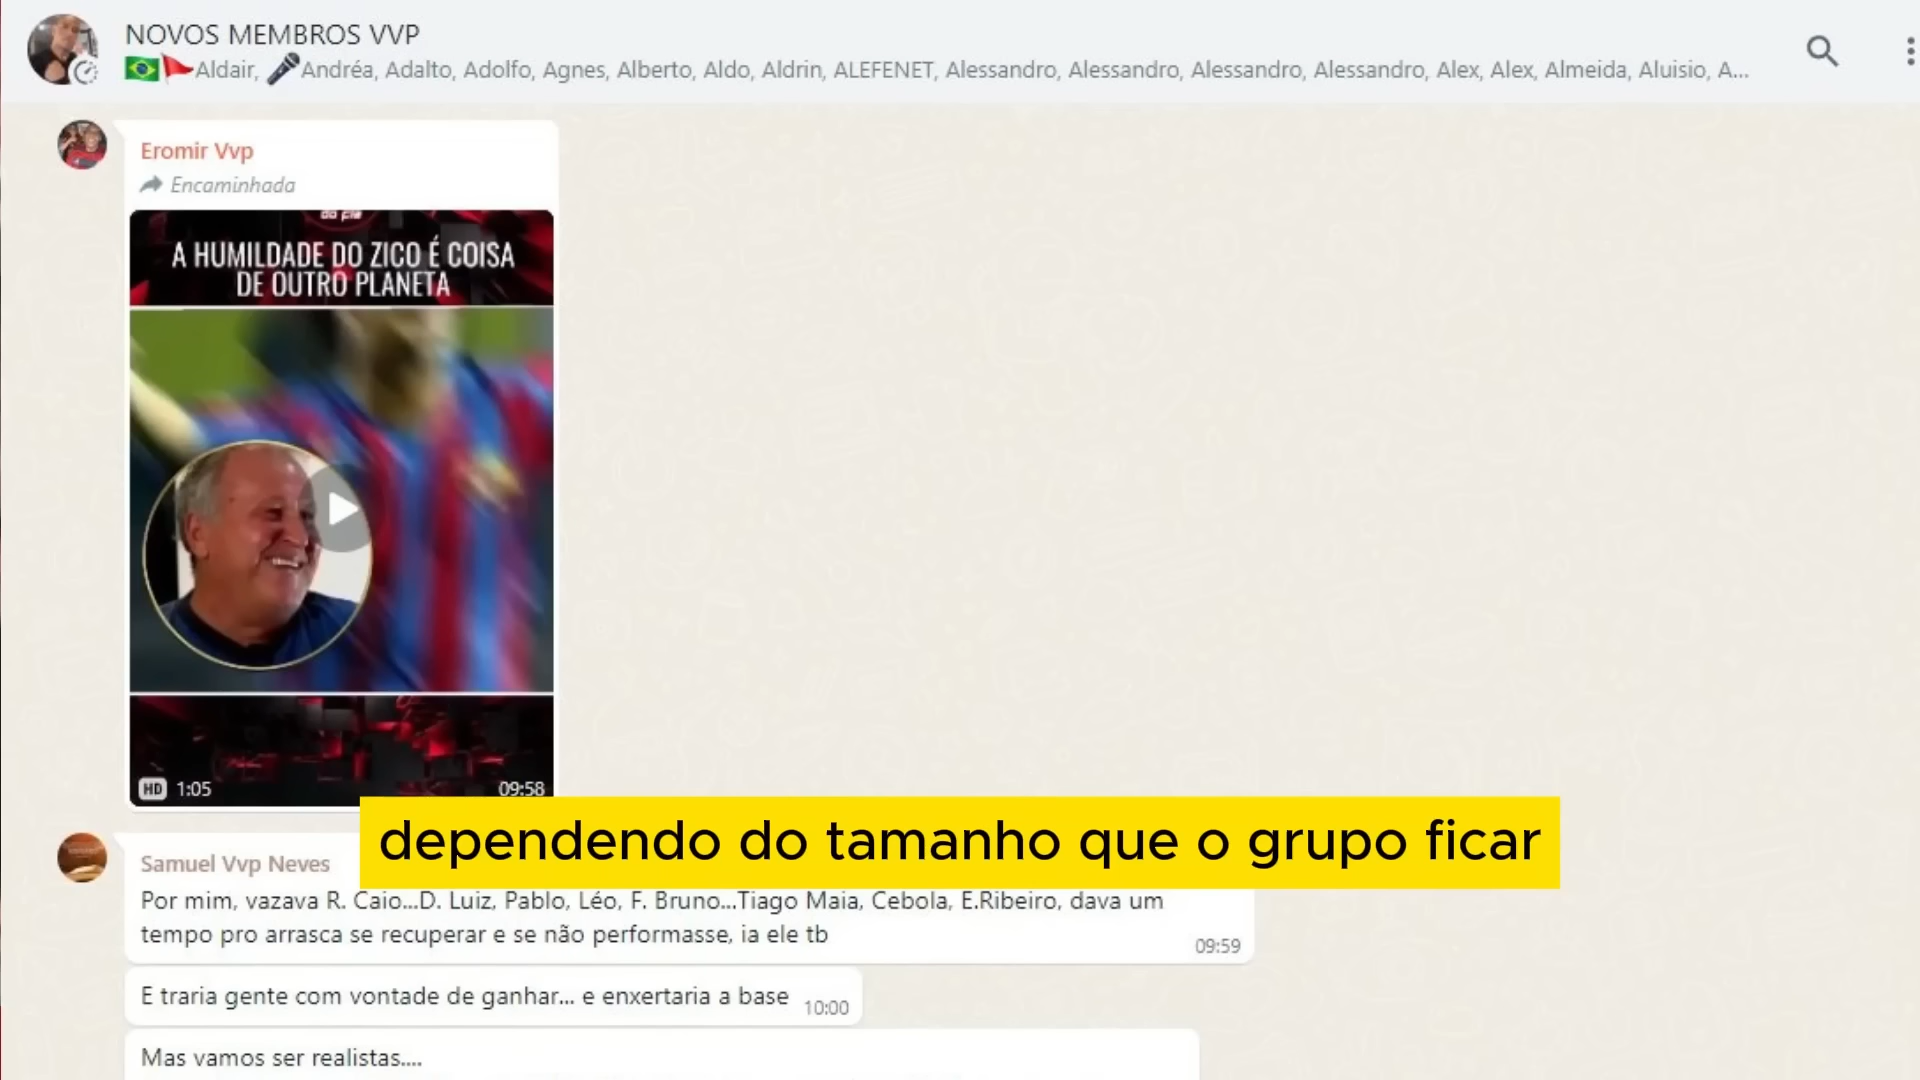 NOVOS MEMBROS VVP
Aldair, Andréa, Adalto, Adolfo, Agnes, Alberto, Aldo, Aldrin, ALEFENET, Alessandro, Alessandro, Alessandro, Alessandro, Alex, Alex, Almeida, Aluisio, A...
Eromir Vvp
Encaminhada
do Fla
A HUMILDADE DO ZICO É COISA
DE OUTRO PLANETA
HD 1:05
09:58
dependendo do tamanho que o grupo ficar
Samuel Vvp Neves
Por mim, vazava R. Caio...D. Luiz, Pablo, Léo, F. Bruno...Tiago Maia, Cebola, E.Ribeiro, dava um
tempo pro arrasca se recuperar e se não performasse, ia ele tb
09:59
E traria gente com vontade de ganhar... e enxertaria a base
10:00
Mas vamos ser realistas....